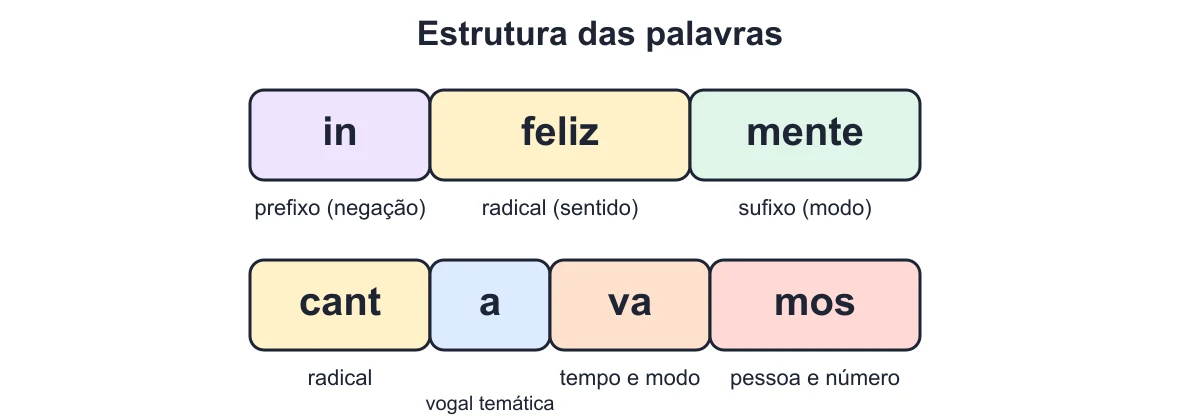 Estrutura das palavras
in feliz mente
prefixo (negação) radical (sentido) sufixo (modo)
cant a va mos
radical tempo e modo pessoa e número
vogal temática